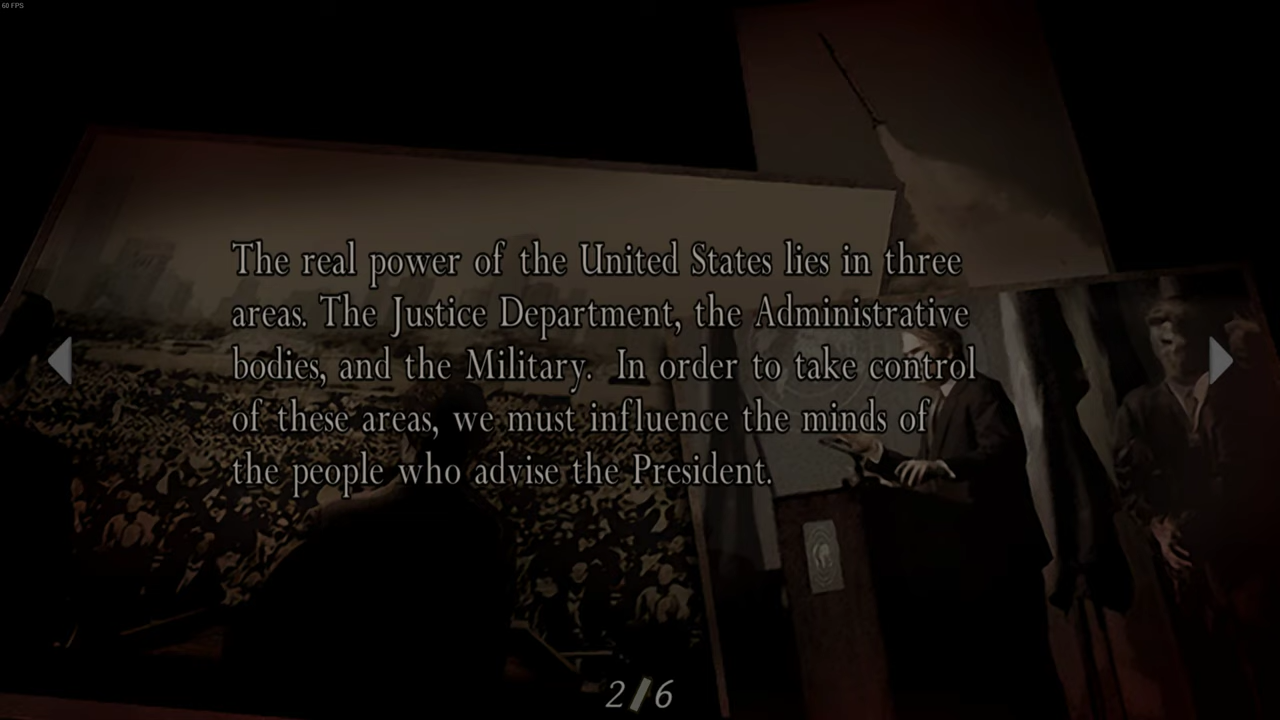 60 FPS
The real power of the United States lies in three
areas. The Justice Department, the Administrative
bodies, and the Military.  In order to take control
of these areas, we must influence the minds of
the people who advise the President.
2/6